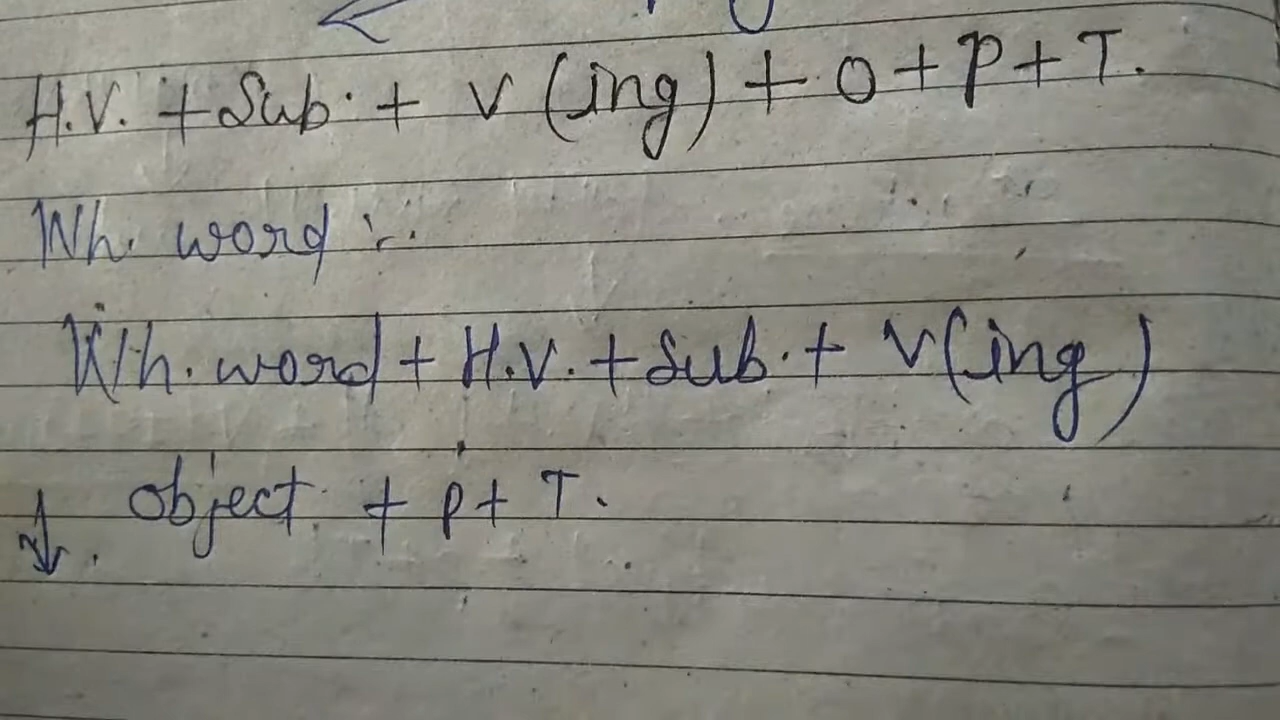 H.V. + Sub. + V (ing) + O + P + T.
Wh. word :-
Wh. word + H.V. + Sub. + V (ing)
object + P + T.